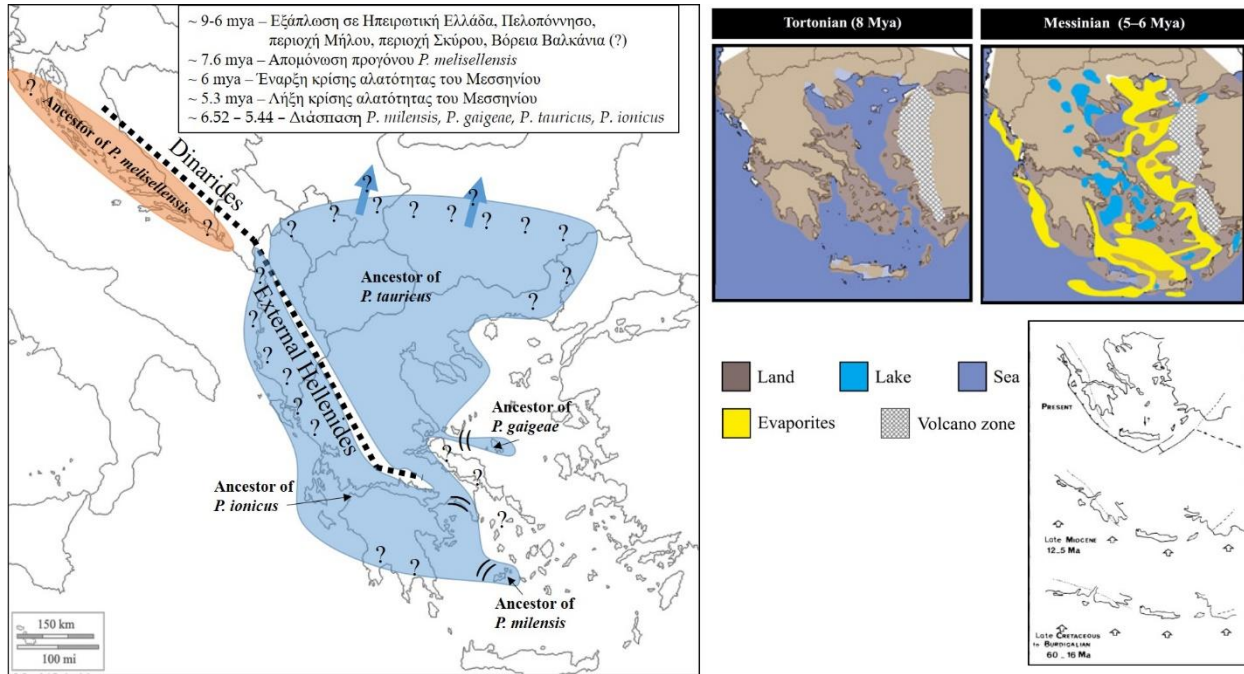 ~ 9-6 mya – Εξάπλωση σε Ηπειρωτική Ελλάδα, Πελοπόννησο,
περιοχή Μήλου, περιοχή Σκύρου, Βόρεια Βαλκάνια (?)
~ 7.6 mya – Απομόνωση προγόνου P. melisellensis
~ 6 mya – Έναρξη κρίσης αλατότητας του Μεσσηνίου
~ 5.3 mya – Λήξη κρίσης αλατότητας του Μεσσηνίου
~ 6.52 – 5.44 – Διάσπαση P. milensis, P. gaigeae, P. tauricus, P. ionicus
?
Ancestor of P. melisellensis
?
Dinarides
? ?
? ? ? ? ? ? ?
? ?
Ancestor of
P. tauricus
External Hellenides
? ? ? ? ? ? ?
Ancestor of
P. gaigeae
? ?
Ancestor of
P. ionicus
?
? ?
Ancestor of
P. milensis
150 km
100 mi
Tortonian (8 Mya)
Messinian (5–6 Mya)
Land
Lake
Sea
Evaporites
Volcano zone
PRESENT
LATE MIOCENE
12_5 Ma
LATE CRETACEOUS
to BURDIGALIAN
60 _ 16 Ma